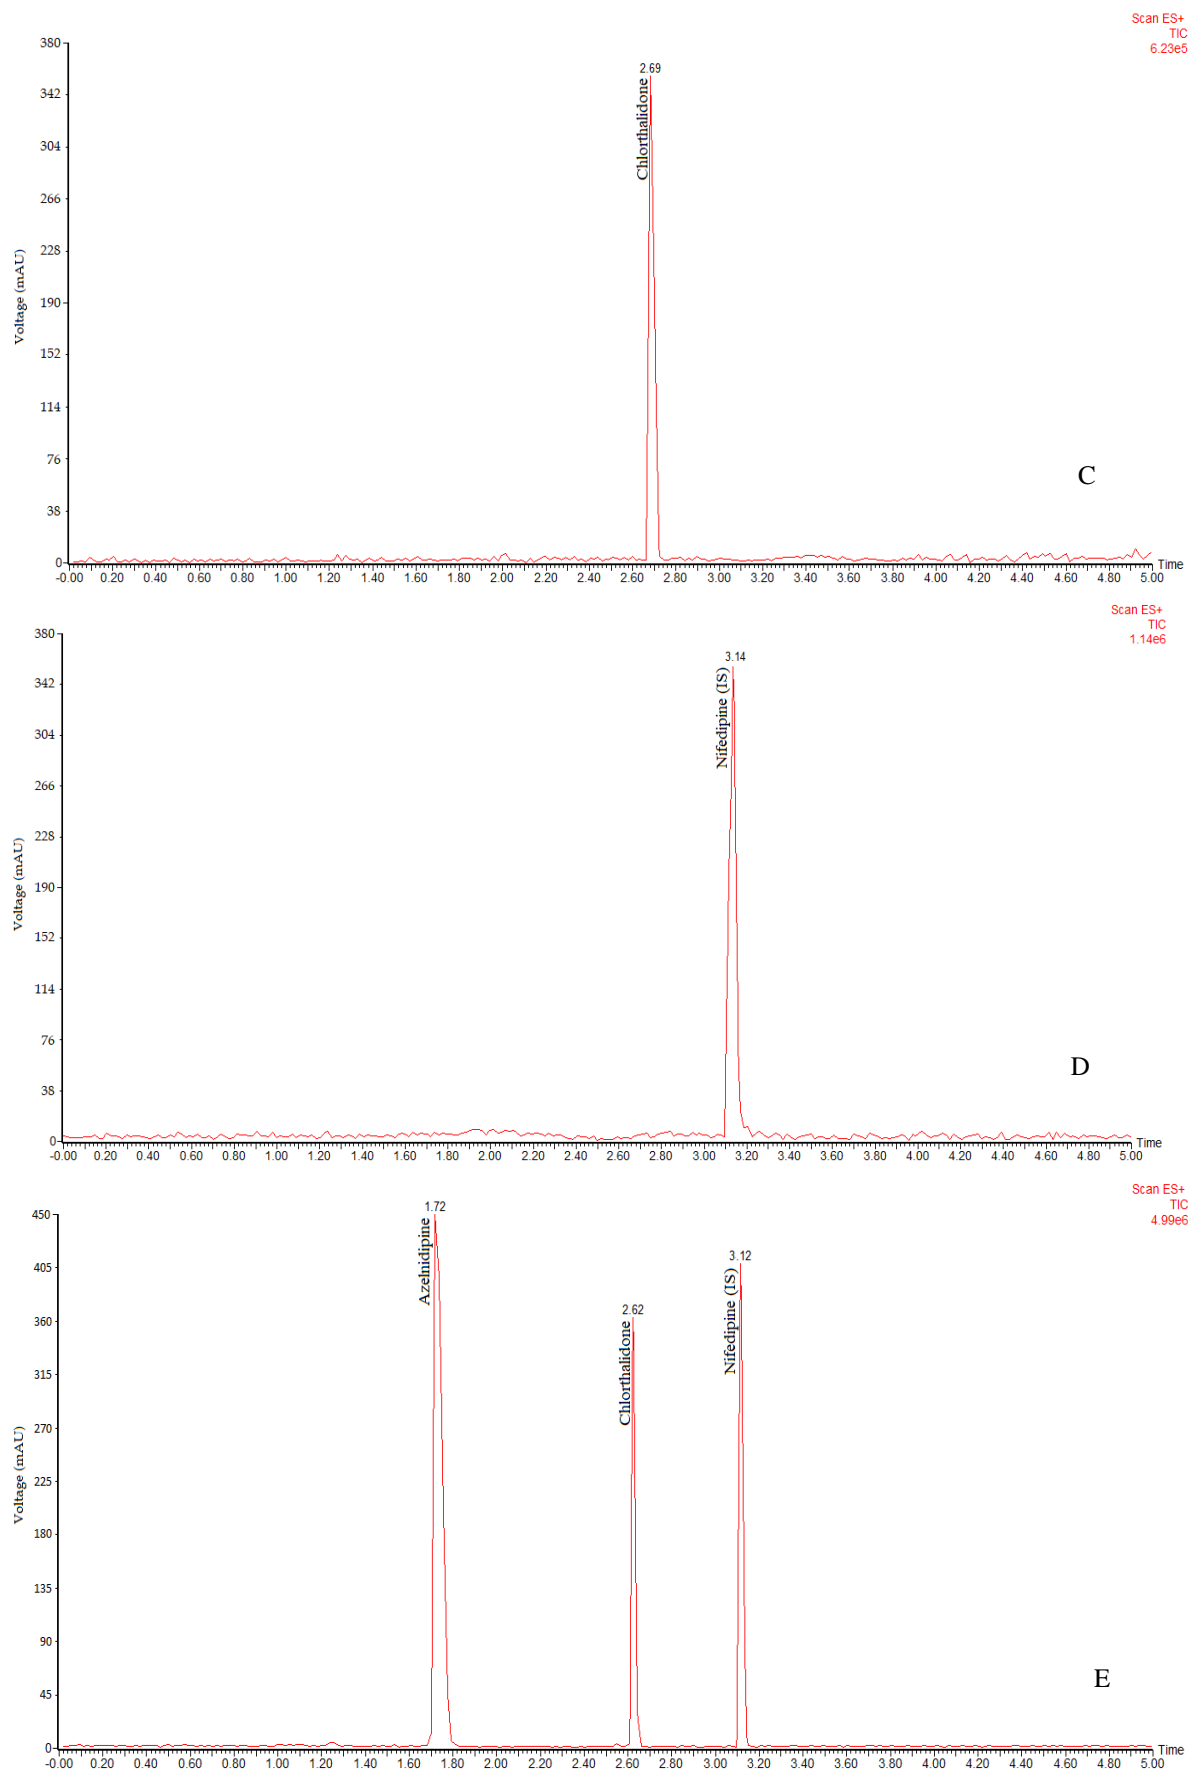 Scan ES+
TIC
6.23e5
380
2.69
342
Chlorthalidone
304
266
228
Voltage (mAU)
190
152
114
76
C
38
0
-0.00 0.20 0.40 0.60 0.80 1.00 1.20 1.40 1.60 1.80 2.00 2.20 2.40 2.60 2.80 3.00 3.20 3.40 3.60 3.80 4.00 4.20 4.40 4.60 4.80 5.00 Time
Scan ES+
TIC
1.14e6
380
3.14
342
Nifedipine (IS)
304
266
228
Voltage (mAU)
190
152
114
76
D
38
0
-0.00 0.20 0.40 0.60 0.80 1.00 1.20 1.40 1.60 1.80 2.00 2.20 2.40 2.60 2.80 3.00 3.20 3.40 3.60 3.80 4.00 4.20 4.40 4.60 4.80 5.00 Time
Scan ES+
TIC
4.99e6
450
1.72
Azelnidipine
405
3.12
Nifedipine (IS)
360
2.62
Chlorthalidone
315
270
225
Voltage (mAU)
180
135
90
E
45
0
-0.00 0.20 0.40 0.60 0.80 1.00 1.20 1.40 1.60 1.80 2.00 2.20 2.40 2.60 2.80 3.00 3.20 3.40 3.60 3.80 4.00 4.20 4.40 4.60 4.80 5.00 Time